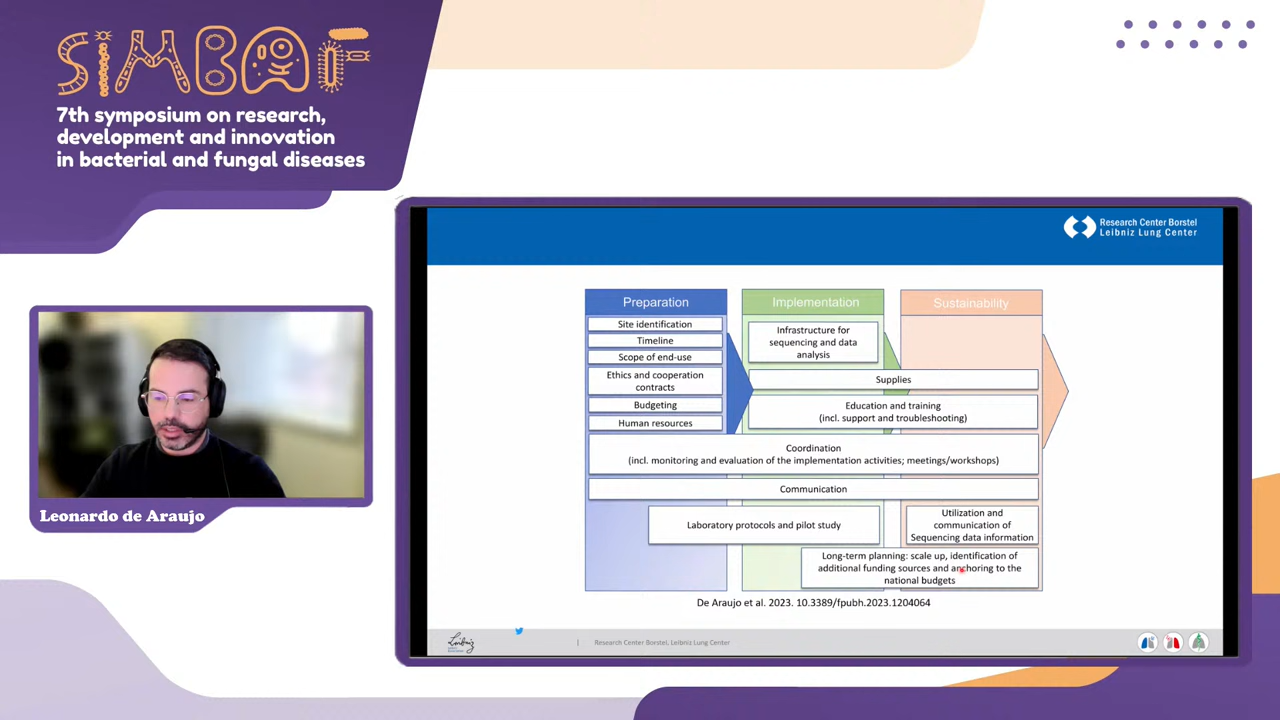 SIMBAF
7th symposium on research,
development and innovation
in bacterial and fungal diseases
Research Center Borstel
Leibniz Lung Center
Preparation
Implementation
Sustainability
Site identification
Timeline
Scope of end-use
Ethics and cooperation
contracts
Budgeting
Human resources
Infrastructure for
sequencing and data
analysis
Supplies
Education and training
(incl. support and troubleshooting)
Coordination
(incl. monitoring and evaluation of the implementation activities; meetings/workshops)
Communication
Laboratory protocols and pilot study
Utilization and
communication of
Sequencing data information
Long-term planning: scale up, identification of
additional funding sources and anchoring to the
national budgets
De Araujo et al. 2023. 10.3389/fpubh.2023.1204064
Leibniz
Research Center Borstel, Leibniz Lung Center
Leonardo de Araujo